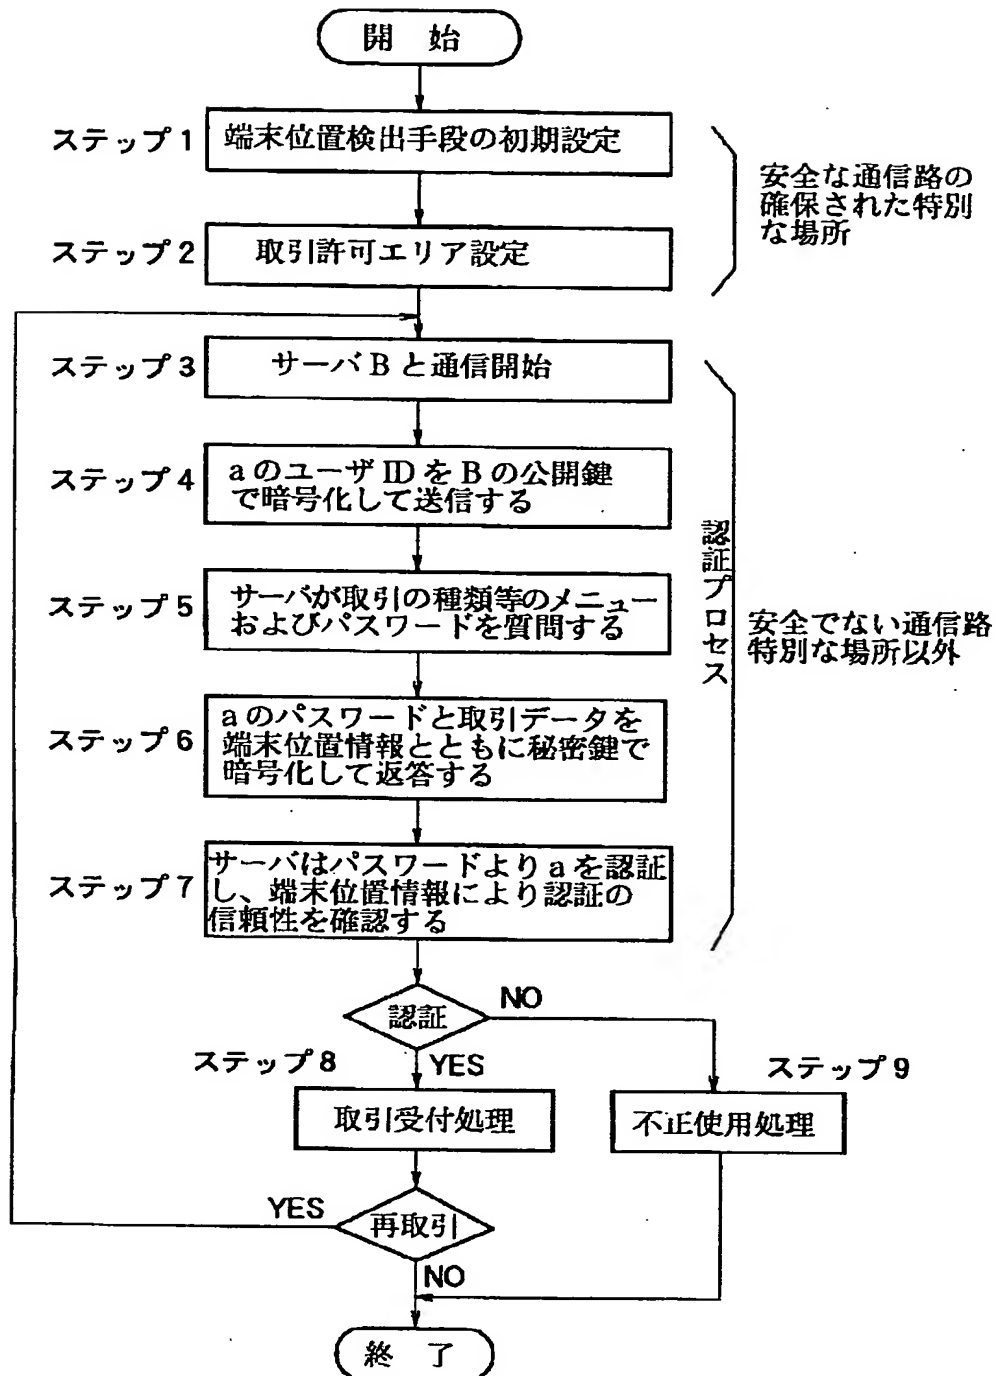 開 始
ステップ1
端末位置検出手段の初期設定
安全な通信路の
確保された特別
な場所
ステップ2
取引許可エリア設定
ステップ3
サーバBと通信開始
ステップ4
aのユーザIDをBの公開鍵
で暗号化して送信する
認証プロセス
ステップ5
サーバが取引の種類等のメニュー
およびパスワードを質問する
安全でない通信路
特別な場所以外
ステップ6
aのパスワードと取引データを
端末位置情報とともに秘密鍵で
暗号化して返答する
ステップ7
サーバはパスワードよりaを認証
し、端末位置情報により認証の
信頼性を確認する
認証
NO
YES
ステップ8
ステップ9
取引受付処理
不正使用処理
YES
再取引
NO
終 了